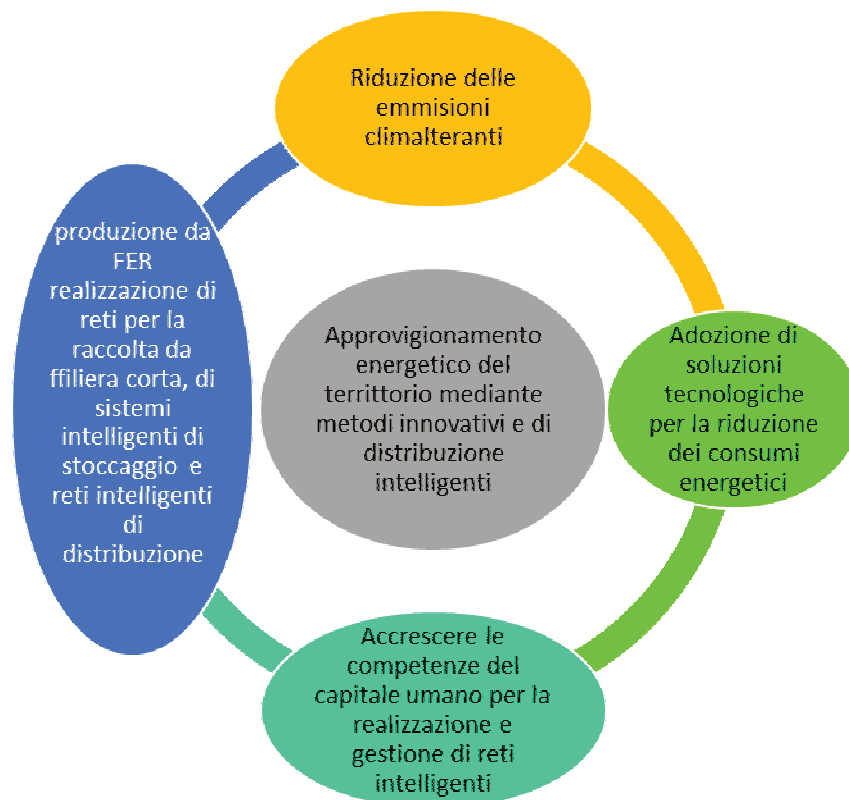 Riduzione delle
emmisioni
climalteranti
produzione da
FER
realizzazione di
reti per la
raccolta da
ffiliera corta, di
sistemi
intelligenti di
stoccaggio e
reti intelligenti
di
distribuzione
Approvigionamento
energetico del
territtorio mediante
metodi innovativi e di
distribuzione
intelligenti
Adozione di
soluzioni
tecnologiche
per la riduzione
dei consumi
energetici
Accrescere le
competenze del
capitale umano per la
realizzazione e
gestione di reti
intelligenti